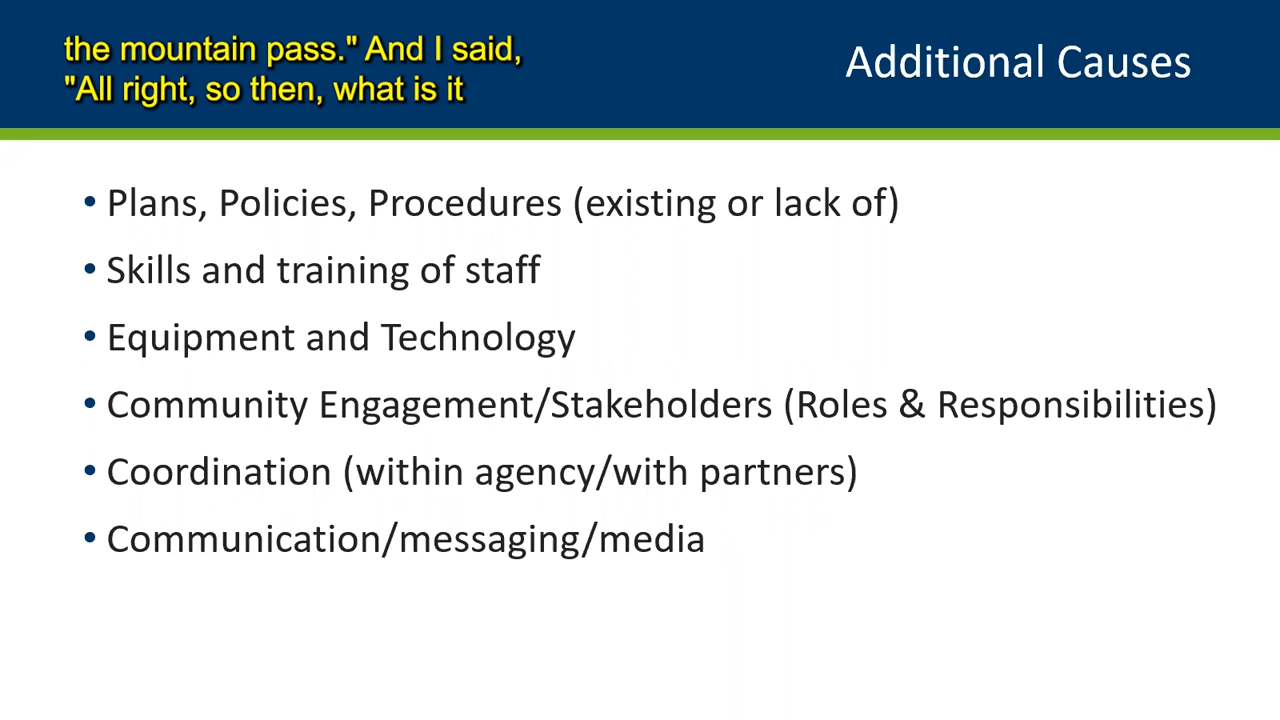 the mountain pass." And I said,
"All right, so then, what is it
Additional Causes
• Plans, Policies, Procedures (existing or lack of)
• Skills and training of staff
• Equipment and Technology
• Community Engagement/Stakeholders (Roles & Responsibilities)
• Coordination (within agency/with partners)
• Communication/messaging/media